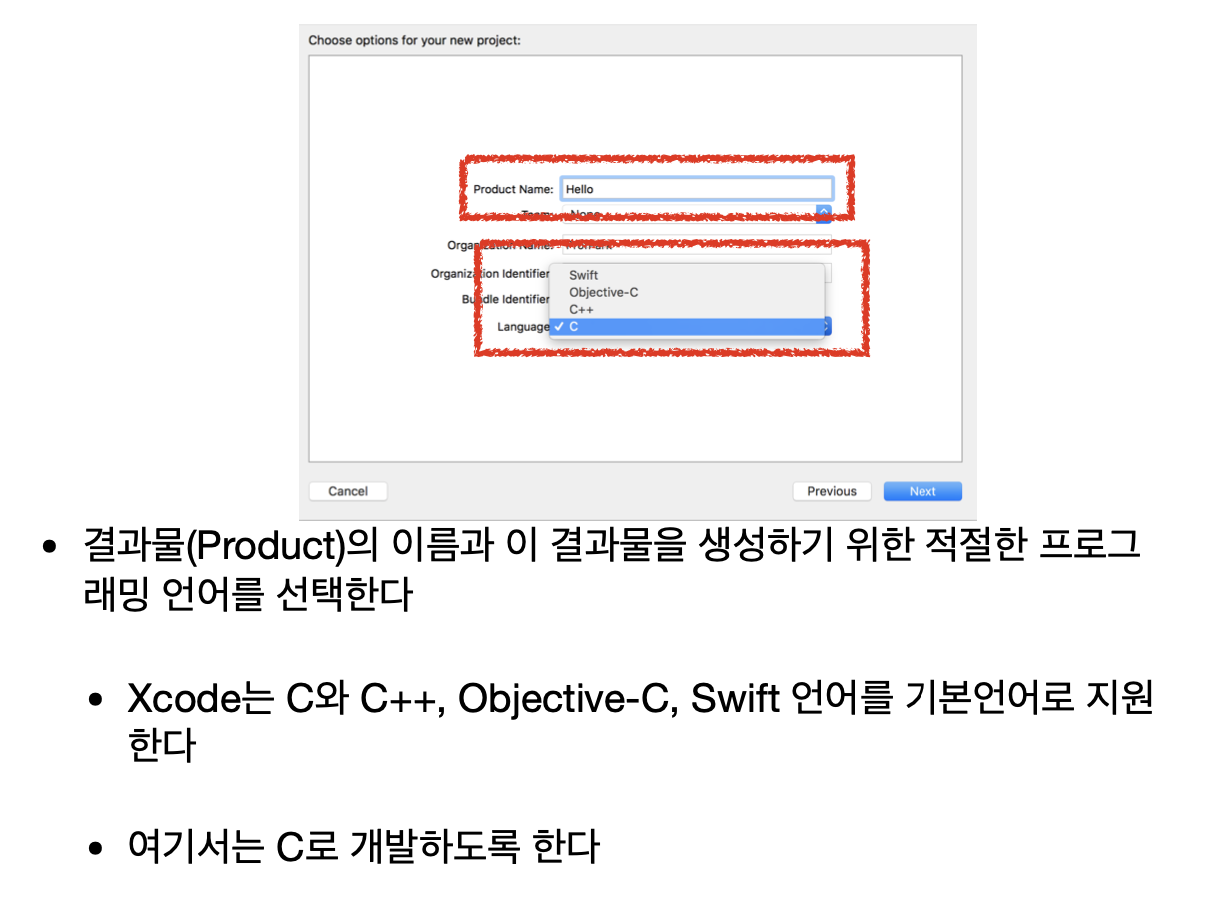 Choose options for your new project:
Product Name: Hello
Team: None
Organization Name:
Organization Identifier
Swift
Objective-C
Bundle Identifier
C++
Language ✓ C
Cancel Previous Next
• 결과물(Product)의 이름과 이 결과물을 생성하기 위한 적절한 프로그
래밍 언어를 선택한다
• Xcode는 C와 C++, Objective-C, Swift 언어를 기본언어로 지원
한다
• 여기서는 C로 개발하도록 한다